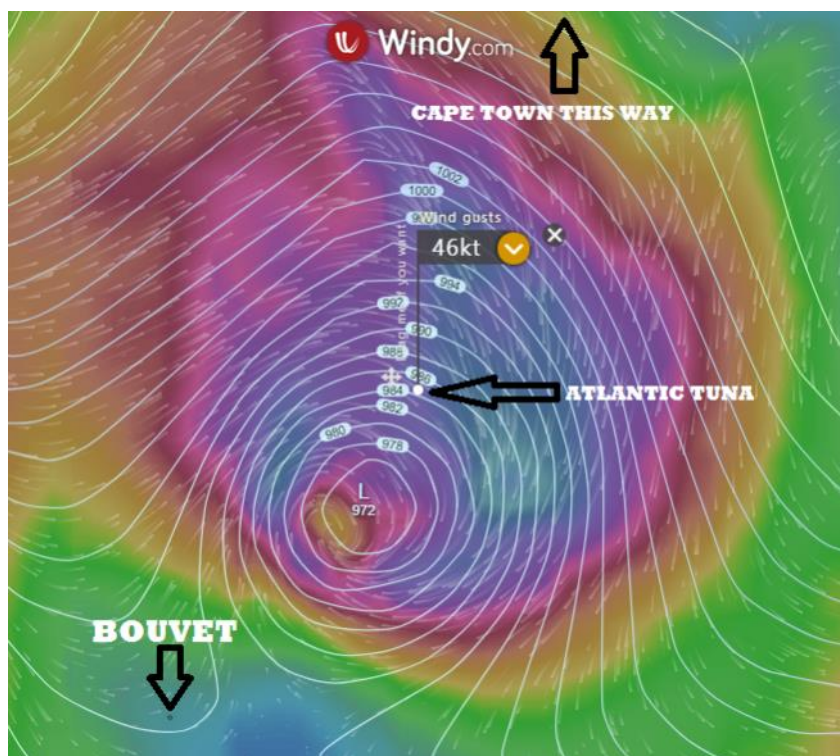 Windy.com
CAPE TOWN THIS WAY
1002
1000
Wind gusts
46kt
994
992
990
988
986
984
ATLANTIC TUNA
982
980
978
L
972
BOUVET